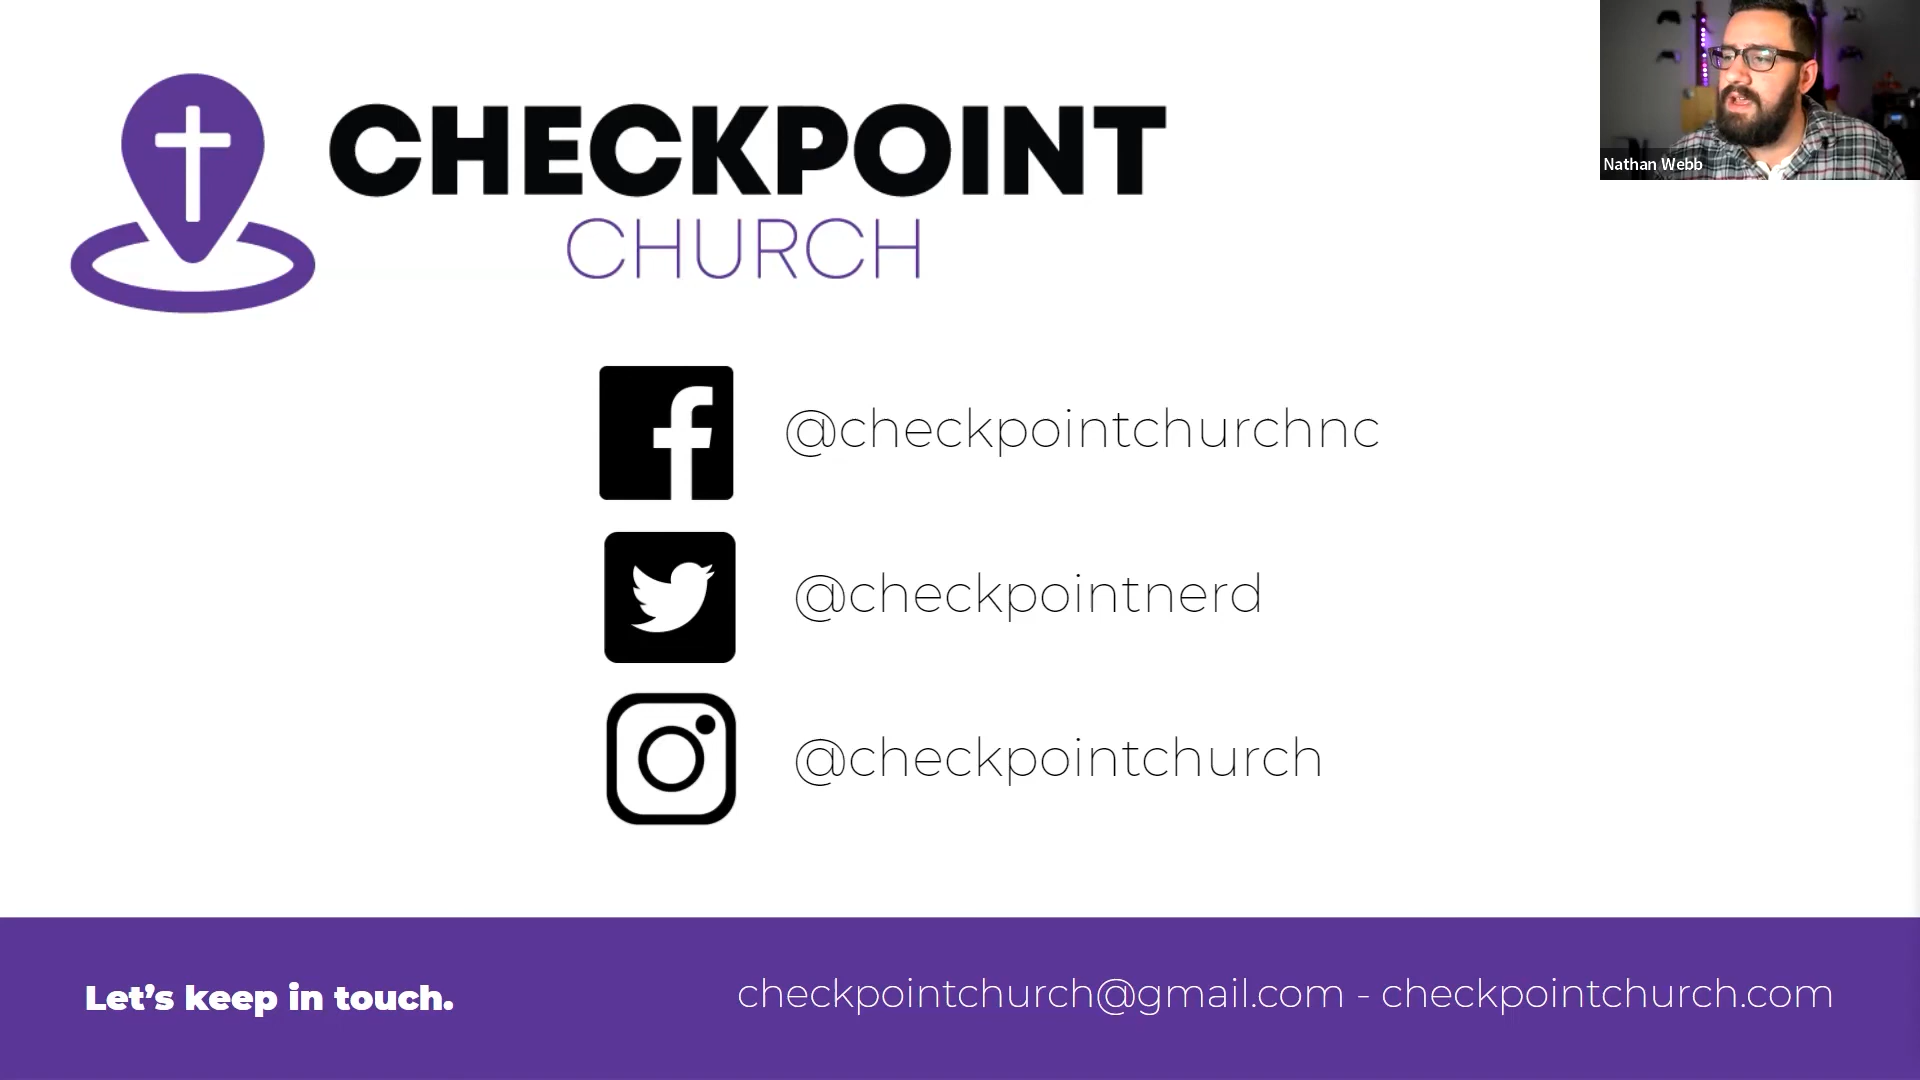 CHECKPOINT
CHURCH
Nathan Webb
@checkpointchurchnc
@checkpointnerd
@checkpointchurch
Let’s keep in touch.
checkpointchurch@gmail.com - checkpointchurch.com